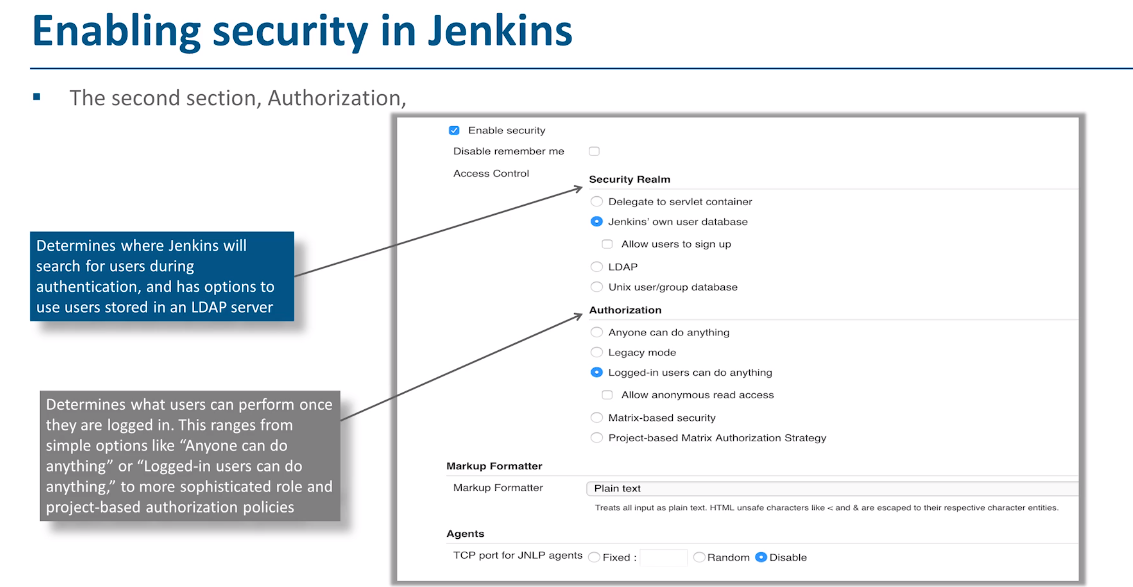 Enabling security in Jenkins
▪ The second section, Authorization,
Enable security
Disable remember me
Access Control
Security Realm
Delegate to servlet container
Jenkins' own user database
Allow users to sign up
LDAP
Unix user/group database
Determines where Jenkins will
search for users during
authentication, and has options to
use users stored in an LDAP server
Authorization
Anyone can do anything
Legacy mode
Logged-in users can do anything
Allow anonymous read access
Matrix-based security
Project-based Matrix Authorization Strategy
Determines what users can perform once
they are logged in. This ranges from
simple options like “Anyone can do
anything” or “Logged-in users can do
anything,” to more sophisticated role and
project-based authorization policies
Markup Formatter
Markup Formatter Plain text
Treats all input as plain text. HTML unsafe characters like < and & are escaped to their respective character entities.
Agents
TCP port for JNLP agents Fixed : Random Disable